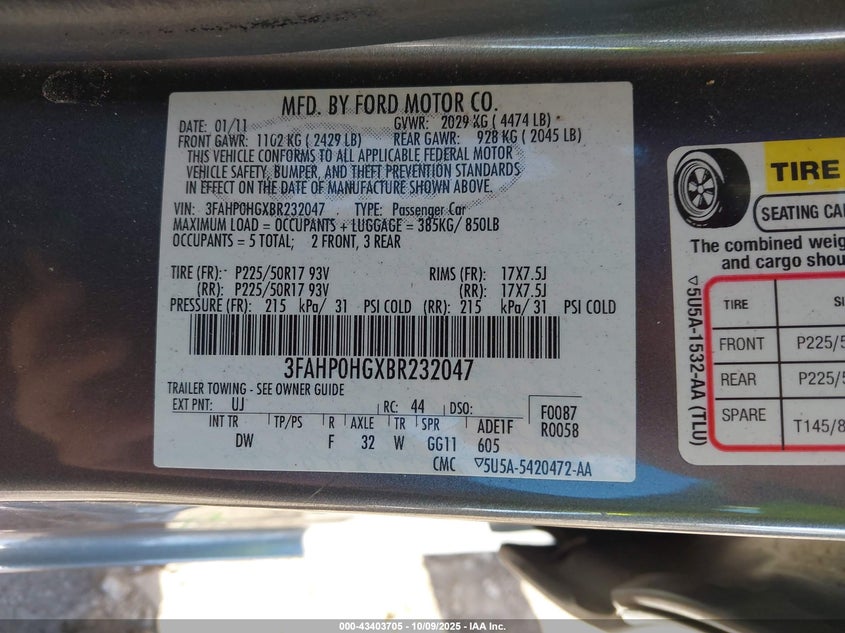 MFD. BY FORD MOTOR CO.
DATE: 01/11 GVWR: 2029 KG ( 4474 LB)
FRONT GAWR: 1102 KG ( 2429 LB) REAR GAWR: 928 KG ( 2045 LB)
THIS VEHICLE CONFORMS TO ALL APPLICABLE FEDERAL MOTOR
VEHICLE SAFETY, BUMPER, AND THEFT PREVENTION STANDARDS
IN EFFECT ON THE DATE OF MANUFACTURE SHOWN ABOVE.
VIN: 3FAHP0HGXBR232047 TYPE: Passenger Car
MAXIMUM LOAD = OCCUPANTS + LUGGAGE = 385KG/ 850LB
OCCUPANTS = 5 TOTAL; 2 FRONT, 3 REAR
TIRE (FR): P225/50R17 93V RIMS (FR): 17X7.5J
(RR): P225/50R17 93V (RR): 17X7.5J
PRESSURE (FR): 215 kPa/ 31 PSI COLD (RR): 215 kPa/ 31 PSI COLD
3FAHP0HGXBR232047
TRAILER TOWING - SEE OWNER GUIDE
EXT PNT: UJ RC: 44 DSO: F0087
INT TR TP/PS R AXLE TR SPR ADE1F R0058
DW F 32 W GG11 605
CMC ▽5U5A-5420472-AA
TIRE
SEATING CA
The combined weig
and cargo shou
▽5U5A-1532-AA (TLU)
TIRE SI
FRONT P225/5
REAR P225/5
SPARE T145/8
000-43403705 - 10/09/2025 - IAA Inc.